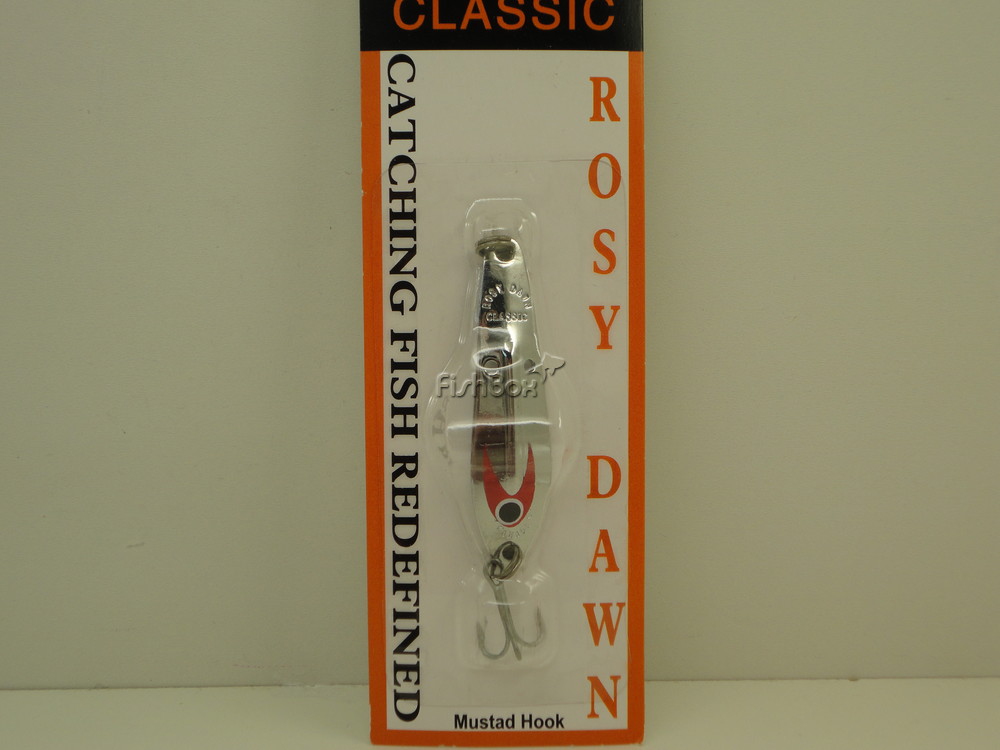 CLASSIC
CATCHING FISH REDEFINED
ROSY DAWN
ROSY DAWN
CLASSIC
FishBox
Mustad Hook